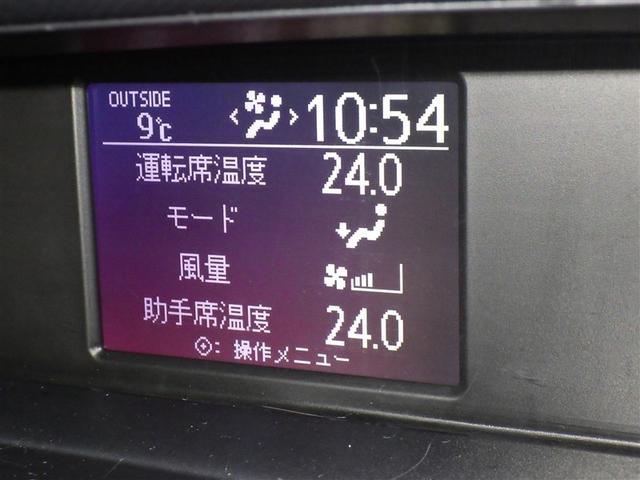 OUTSIDE 10:54
9℃
運転席温度 24.0
モード
風量
助手席温度 24.0
: 操作メニュー